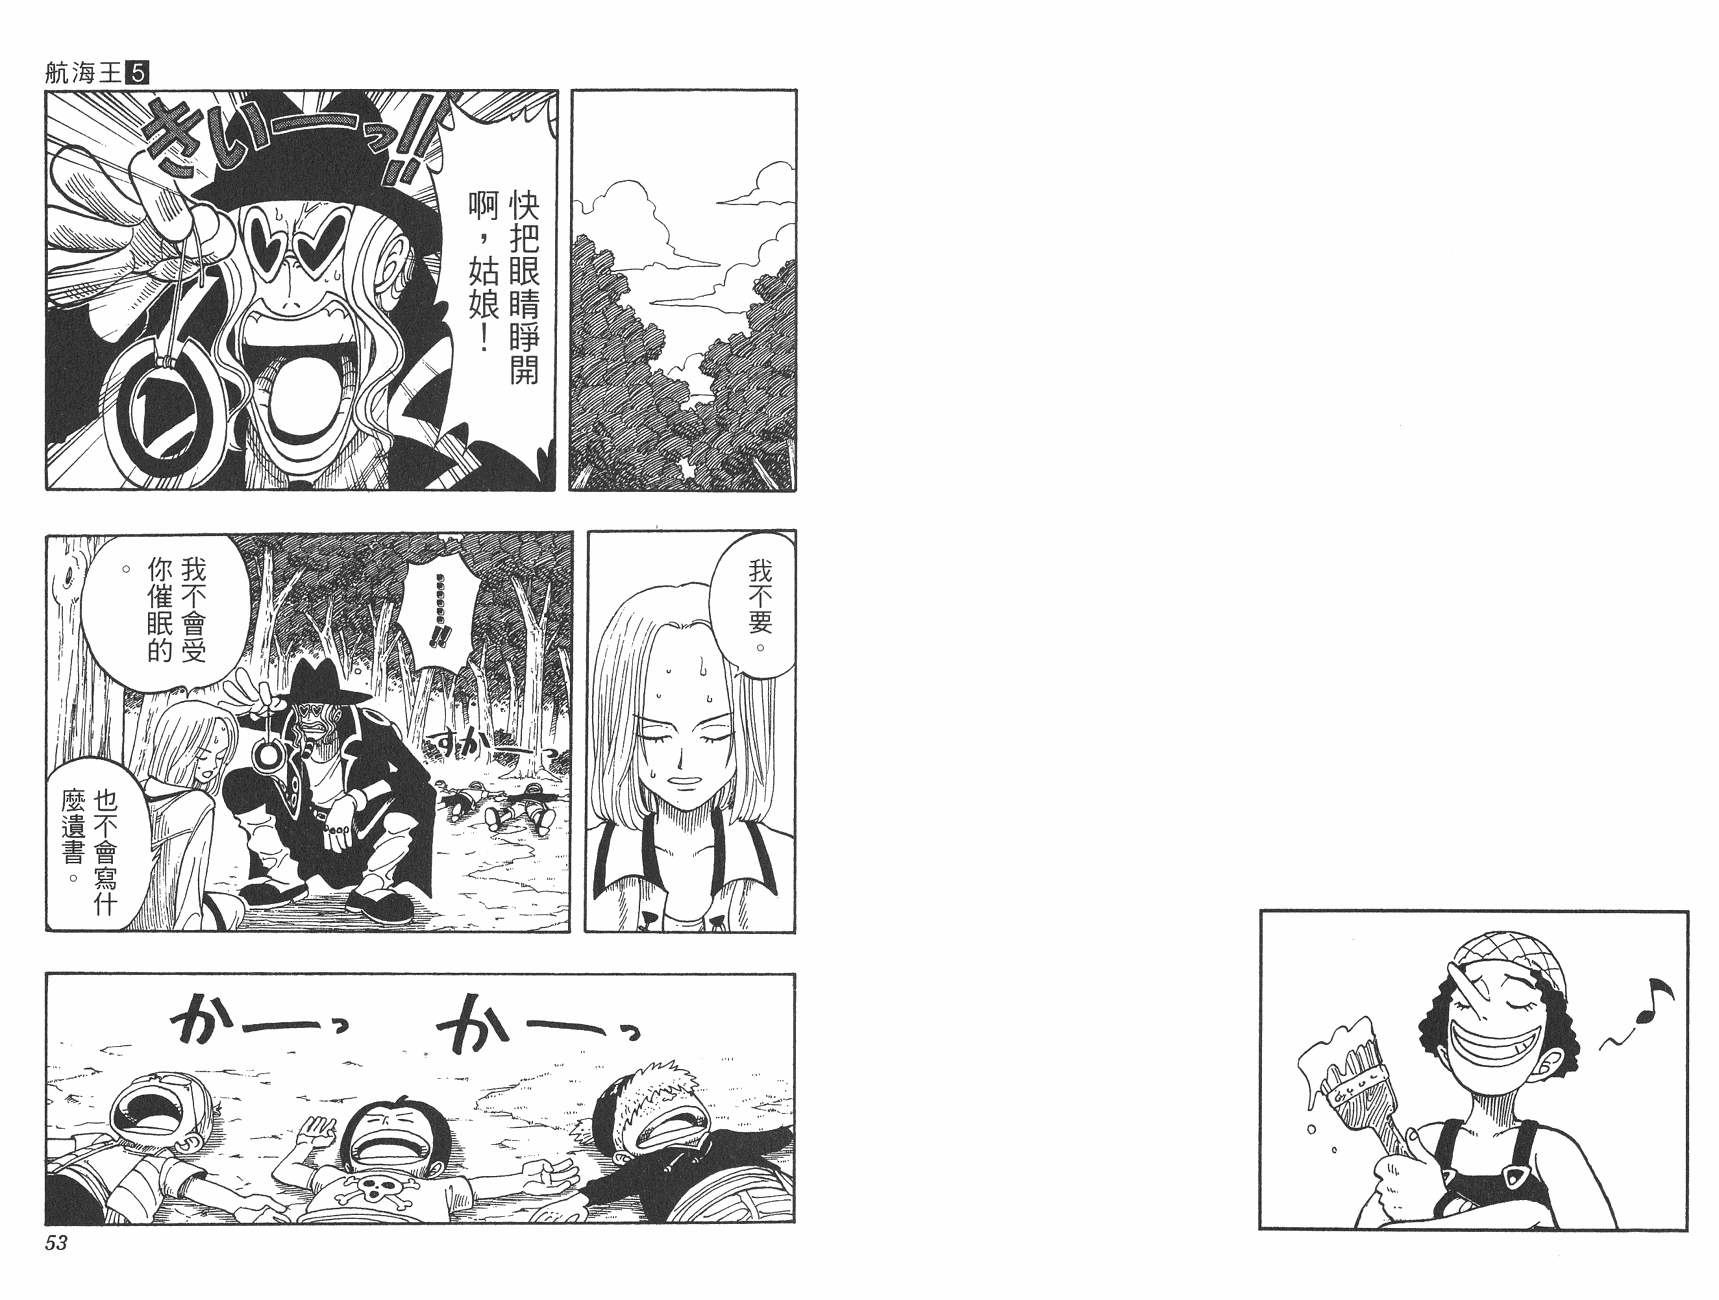 航海王5
快把眼睛睜開
啊，姑娘！
きいーっ!!
我不要。
………!!
我不會受
你催眠的
。
すかーっ
也不會寫什
麼遺書。
かーっ
かーっ
53